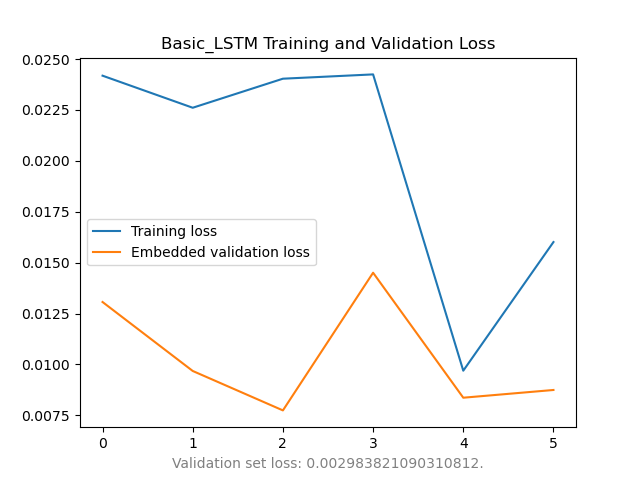 Basic_LSTM Training and Validation Loss
0.0250
0.0225
0.0200
0.0175
0.0150
0.0125
0.0100
0.0075
Training loss
Embedded validation loss
0 1 2 3 4 5
Validation set loss: 0.002983821090310812.